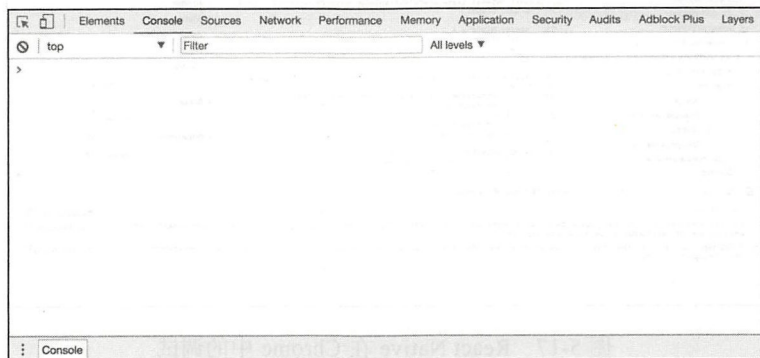 Elements Console Sources Network Performance Memory Application Security Audits Adblock Plus Layers
top ▼ Filter All levels ▼
>
Console